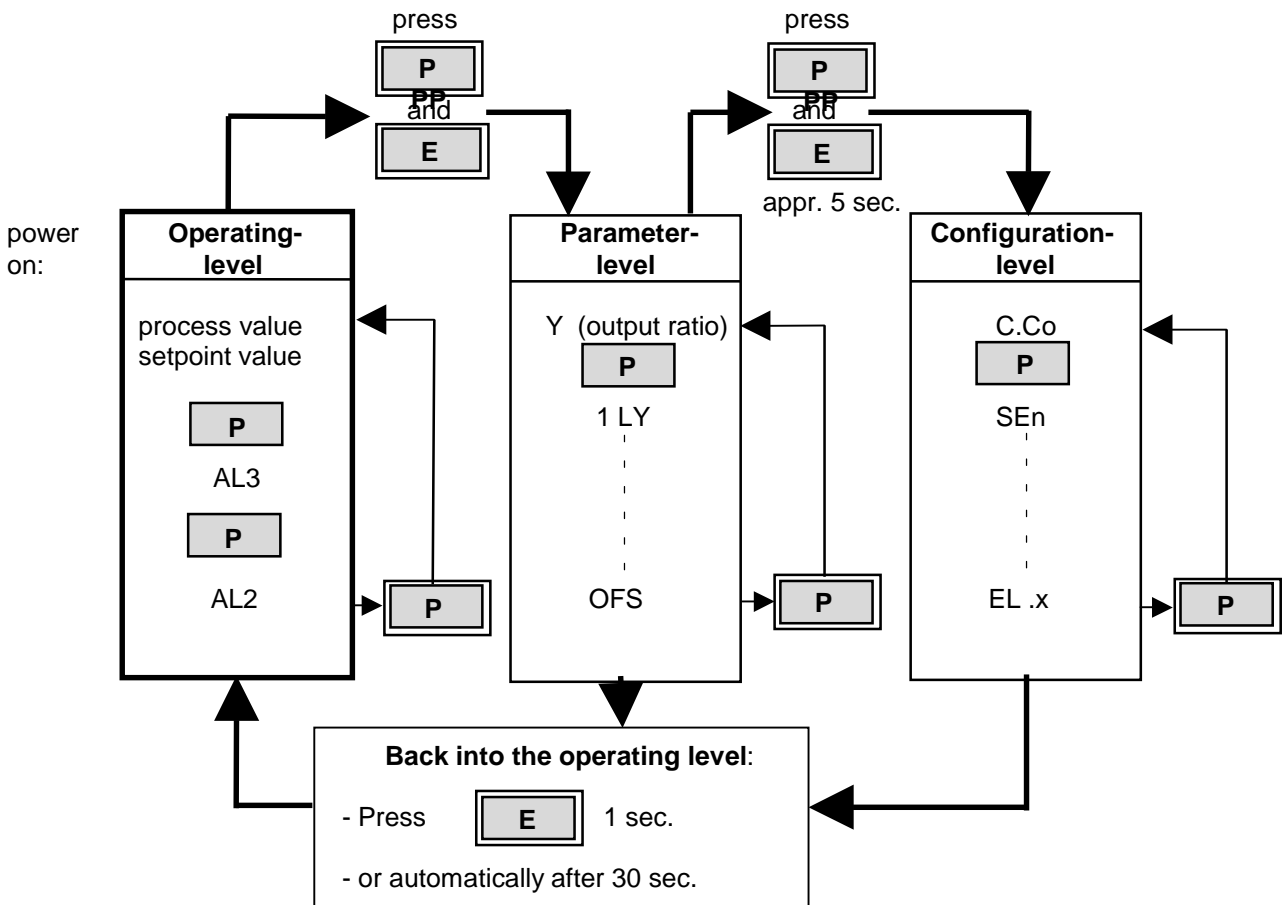 press
P
PP
and
E
press
P
PP
and
E
appr. 5 sec.
power
on:
Operating-
level
process value
setpoint value
P
AL3
P
AL2
P
Parameter-
level
Y (output ratio)
P
1 LY
OFS
P
Configuration-
level
C.Co
P
SEn
EL .x
P
Back into the operating level:
- Press E 1 sec.
- or automatically after 30 sec.